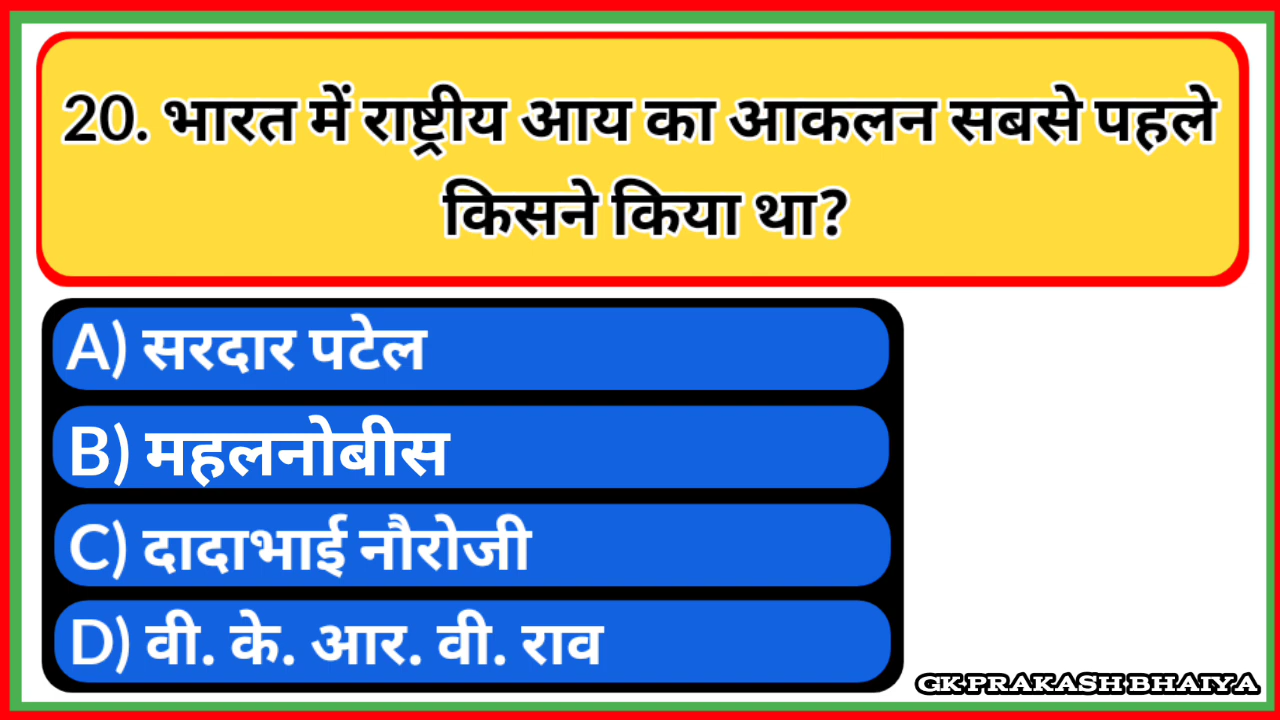 20. भारत में राष्ट्रीय आय का आकलन सबसे पहले
किसने किया था?
A) सरदार पटेल
B) महलनोबीस
C) दादाभाई नौरोजी
D) वी. के. आर. वी. राव
GK PRAKASH BHAIYA